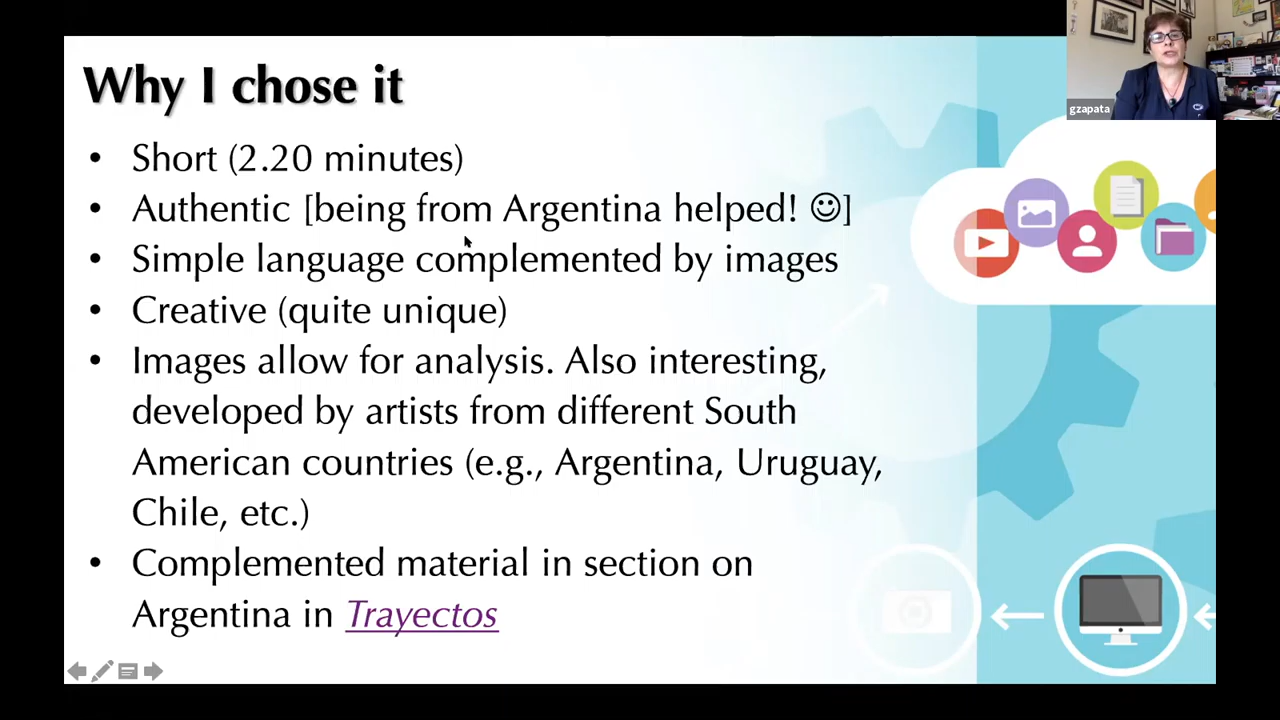 Why I chose it
• Short (2.20 minutes)
• Authentic [being from Argentina helped! ☺]
• Simple language complemented by images
• Creative (quite unique)
• Images allow for analysis. Also interesting,
developed by artists from different South
American countries (e.g., Argentina, Uruguay,
Chile, etc.)
• Complemented material in section on
Argentina in Trayectos
gzapata